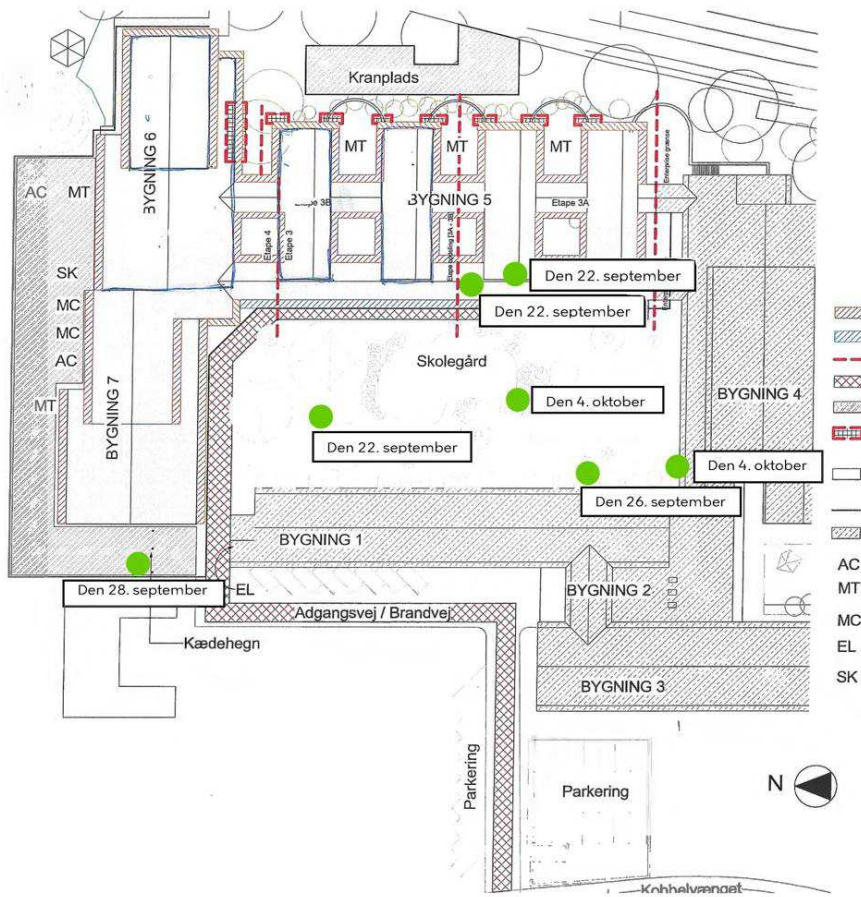 Kranplads
BYGNING 6
MT
MT
MT
AC
MT
BYGNING 5
Etape 3B
Etape 3A
Enterprise grænse
Etape 4
Etape 3
SK
MC
MC
AC
MT
BYGNING 7
Den 22. september
Den 22. september
Skolegård
BYGNING 4
Den 4. oktober
Den 22. september
Den 4. oktober
Den 26. september
BYGNING 1
Den 28. september
EL
BYGNING 2
Adgangsvej / Brandvej
Kædehegn
BYGNING 3
AC
MT
MC
EL
SK
Parkering
Parkering
N
Kobbelvænget